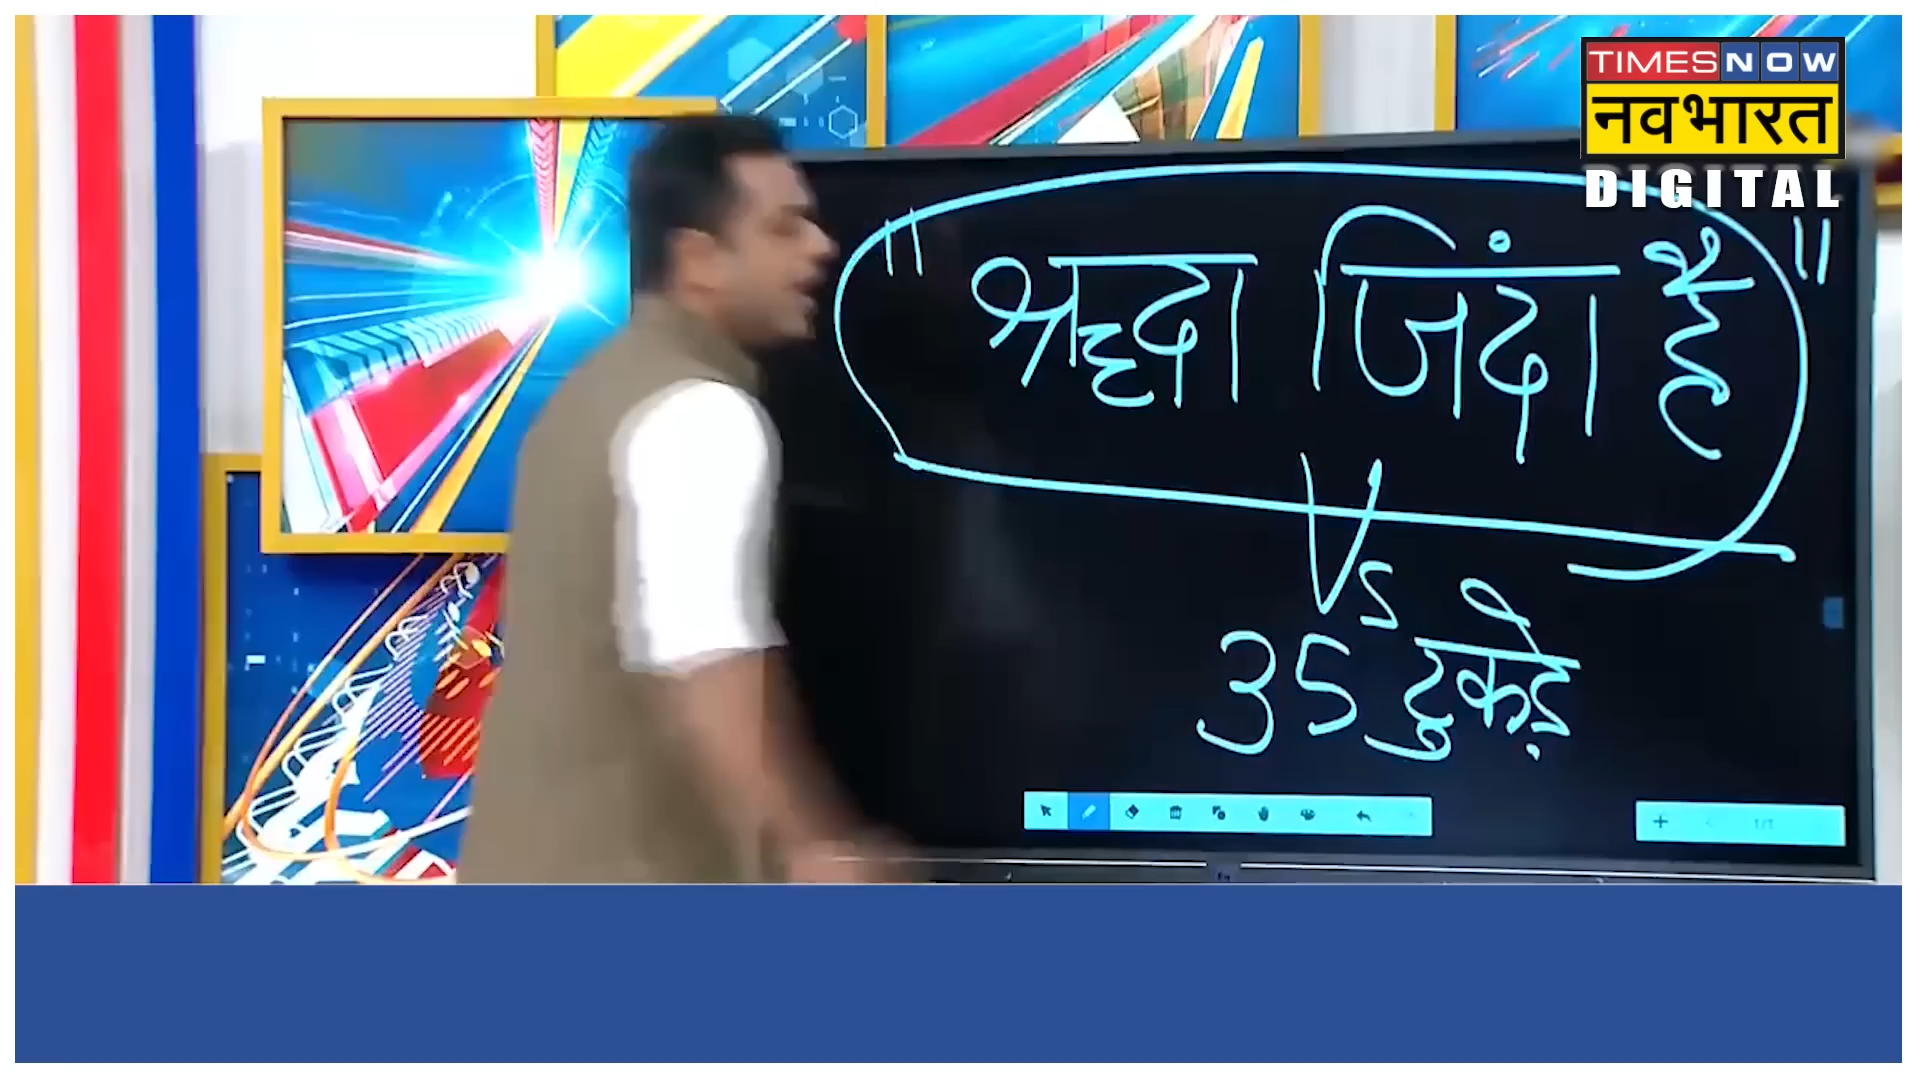 TIMES NOW
नवभारत
DIGITAL
"श्रद्धा जिंदा है"
Vs
35 टुकड़े